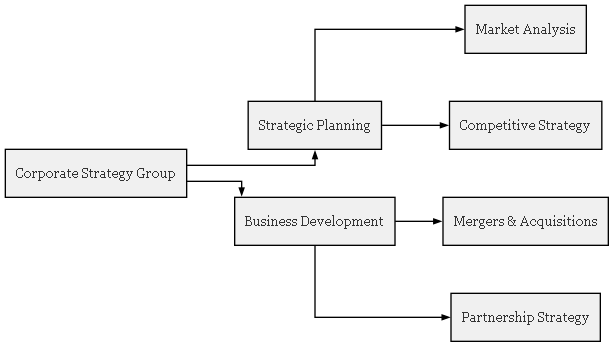 Market Analysis
Strategic Planning
Competitive Strategy
Corporate Strategy Group
Business Development
Mergers & Acquisitions
Partnership Strategy